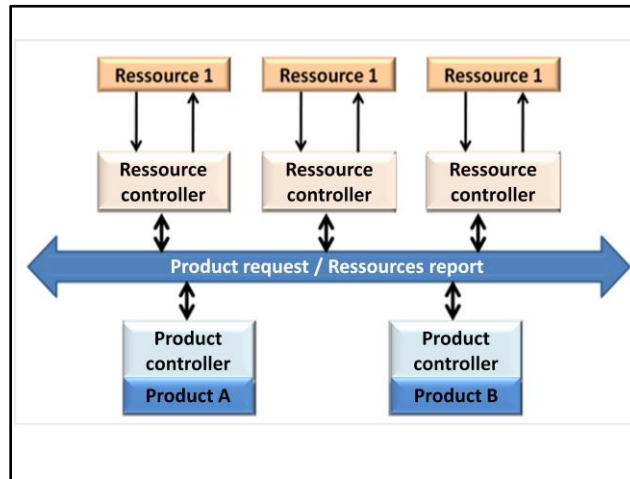 Ressource 1
Ressource 1
Ressource 1
Ressource
controller
Ressource
controller
Ressource
controller
Product request / Ressources report
Product
controller
Product A
Product
controller
Product B